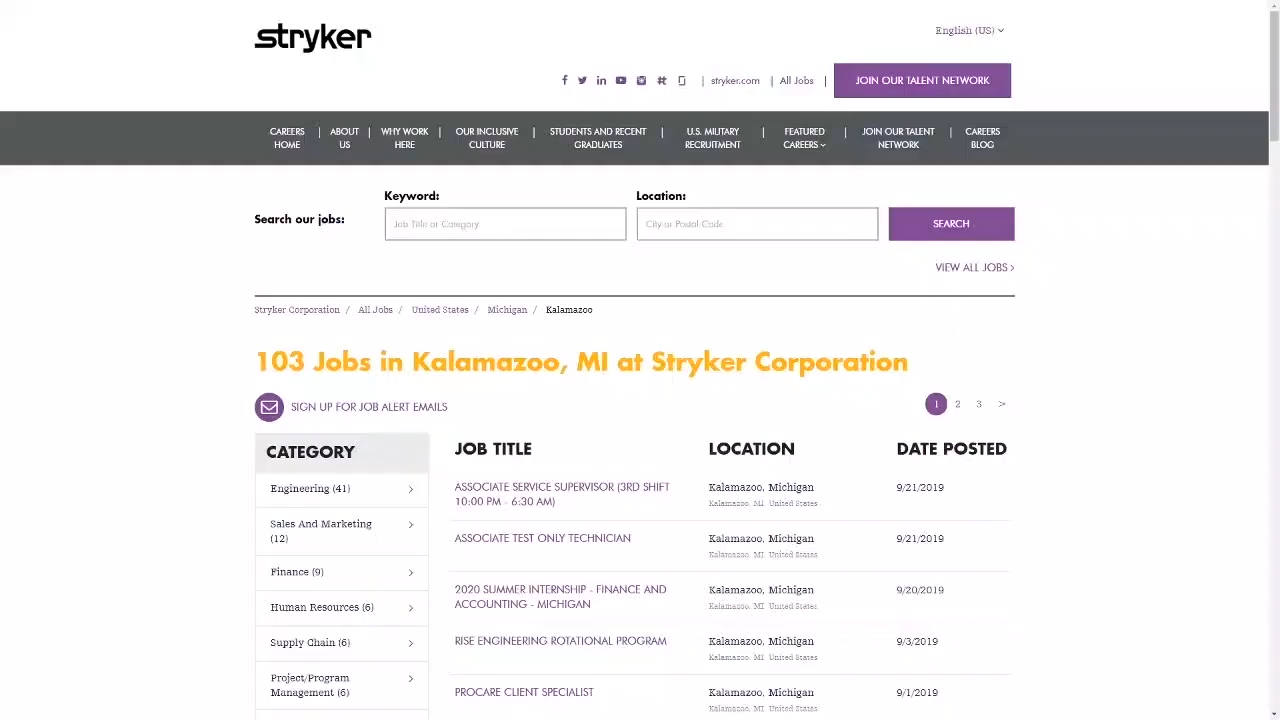 stryker
English (US)
stryker.com | All Jobs | JOIN OUR TALENT NETWORK
CAREERS HOME | ABOUT US | WHY WORK HERE | OUR INCLUSIVE CULTURE | STUDENTS AND RECENT GRADUATES | U.S. MILITARY RECRUITMENT | FEATURED CAREERS | JOIN OUR TALENT NETWORK | CAREERS BLOG
Search our jobs:
Keyword:
Job Title or Category
Location:
City or Postal Code
SEARCH
VIEW ALL JOBS >
Stryker Corporation / All Jobs / United States / Michigan / Kalamazoo
103 Jobs in Kalamazoo, MI at Stryker Corporation
SIGN UP FOR JOB ALERT EMAILS
1 2 3 >
CATEGORY
Engineering (41)
Sales And Marketing
(12)
Finance (9)
Human Resources (6)
Supply Chain (6)
Project/Program
Management (6)
JOB TITLE LOCATION DATE POSTED
ASSOCIATE SERVICE SUPERVISOR (3RD SHIFT
10:00 PM - 6:30 AM)
Kalamazoo, Michigan
Kalamazoo, MI United States
9/21/2019
ASSOCIATE TEST ONLY TECHNICIAN
Kalamazoo, Michigan
Kalamazoo, MI United States
9/21/2019
2020 SUMMER INTERNSHIP - FINANCE AND
ACCOUNTING - MICHIGAN
Kalamazoo, Michigan
Kalamazoo, MI United States
9/20/2019
RISE ENGINEERING ROTATIONAL PROGRAM
Kalamazoo, Michigan
Kalamazoo, MI United States
9/3/2019
PROCARE CLIENT SPECIALIST
Kalamazoo, Michigan
Kalamazoo, MI United States
9/1/2019